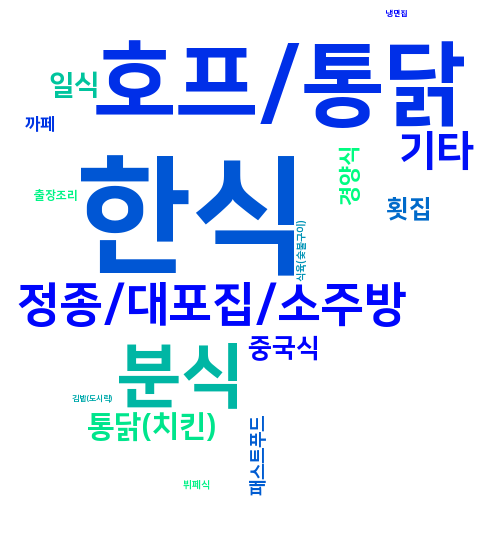 냉면집
호프/통닭
일식
까페
기타
경양식
출장조리
한식
횟집
식육(숯불구이)
정종/대포집/소주방
중국식
분식
김밥(도시락)
통닭(치킨)
패스트푸드
뷔페식